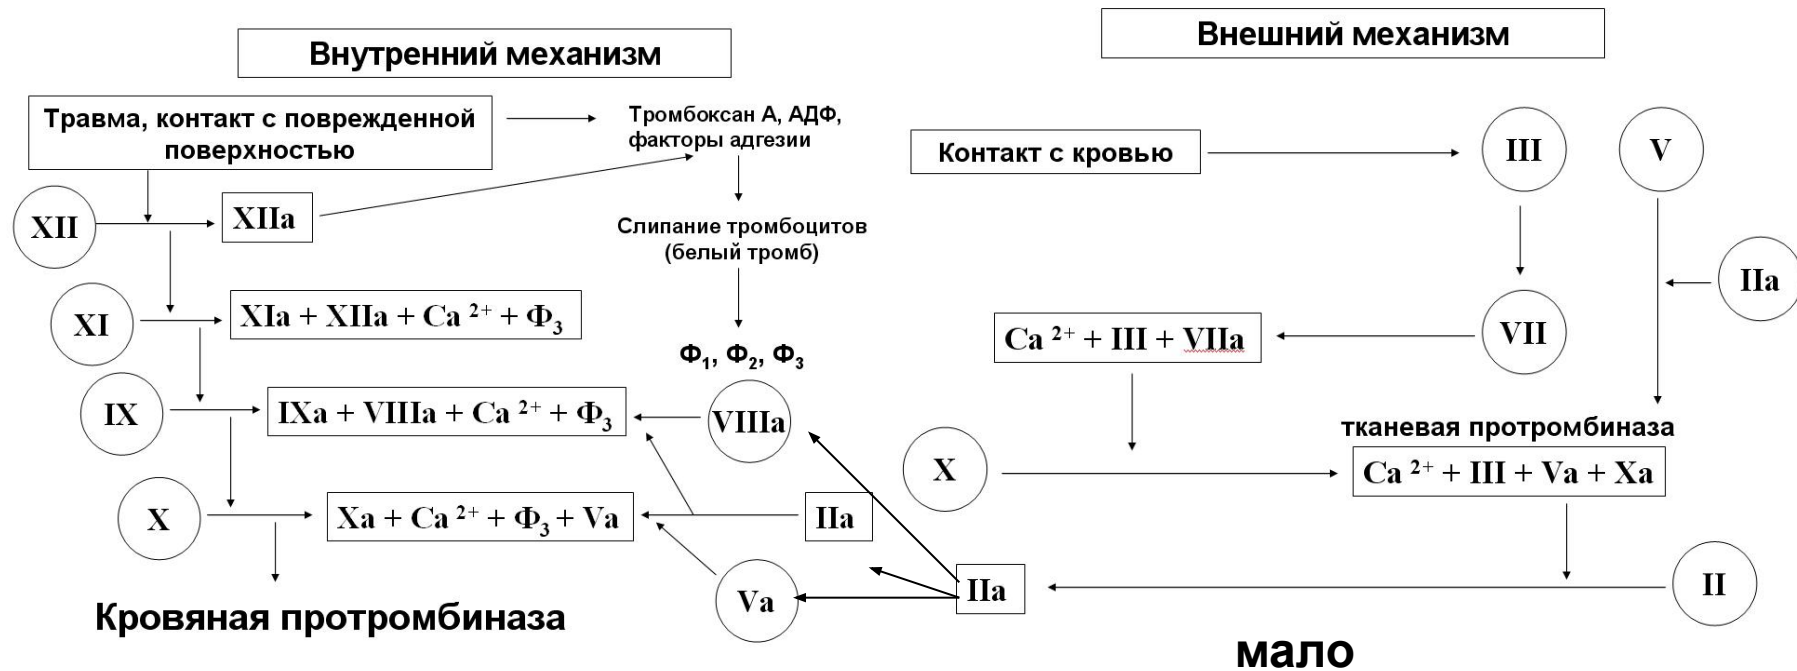 Внутренний механизм
Травма, контакт с поврежденной
поверхностью
Тромбоксан А, АДФ,
факторы адгезии
XII
XIIa
Слипание тромбоцитов
(белый тромб)
XI
XIa + XIIa + Ca 2+ + Ф3
Ф1, Ф2, Ф3
IX
IXa + VIIIa + Ca 2+ + Ф3
VIIIa
X
Xa + Ca 2+ + Ф3 + Va
IIa
Va
Кровяная протромбиназа
Внешний механизм
Контакт с кровью
III
V
IIa
VII
Ca 2+ + III + VIIa
тканевая протромбиназа
X
Ca 2+ + III + Va + Xa
IIa
II
мало